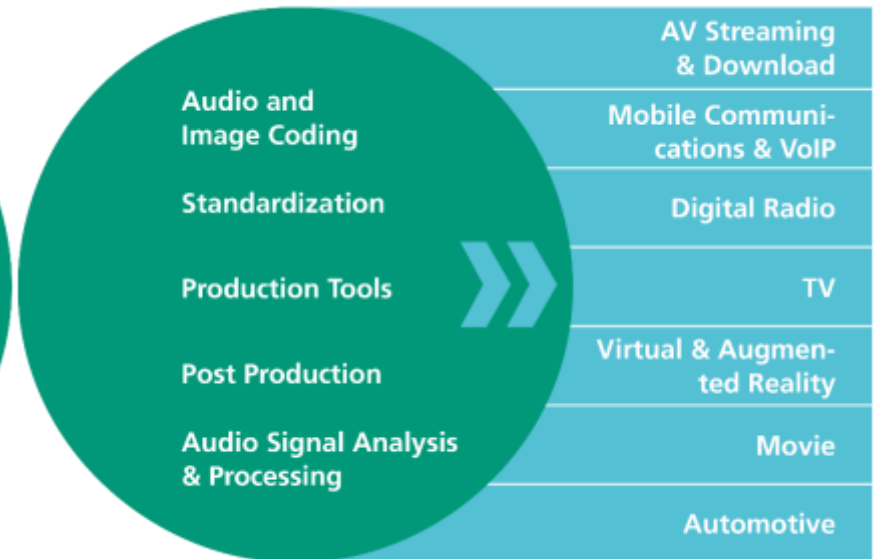 Audio and
Image Coding
Standardization
Production Tools
Post Production
Audio Signal Analysis
& Processing
AV Streaming
& Download
Mobile Communi-
cations & VoIP
Digital Radio
TV
Virtual & Augmen-
ted Reality
Movie
Automotive